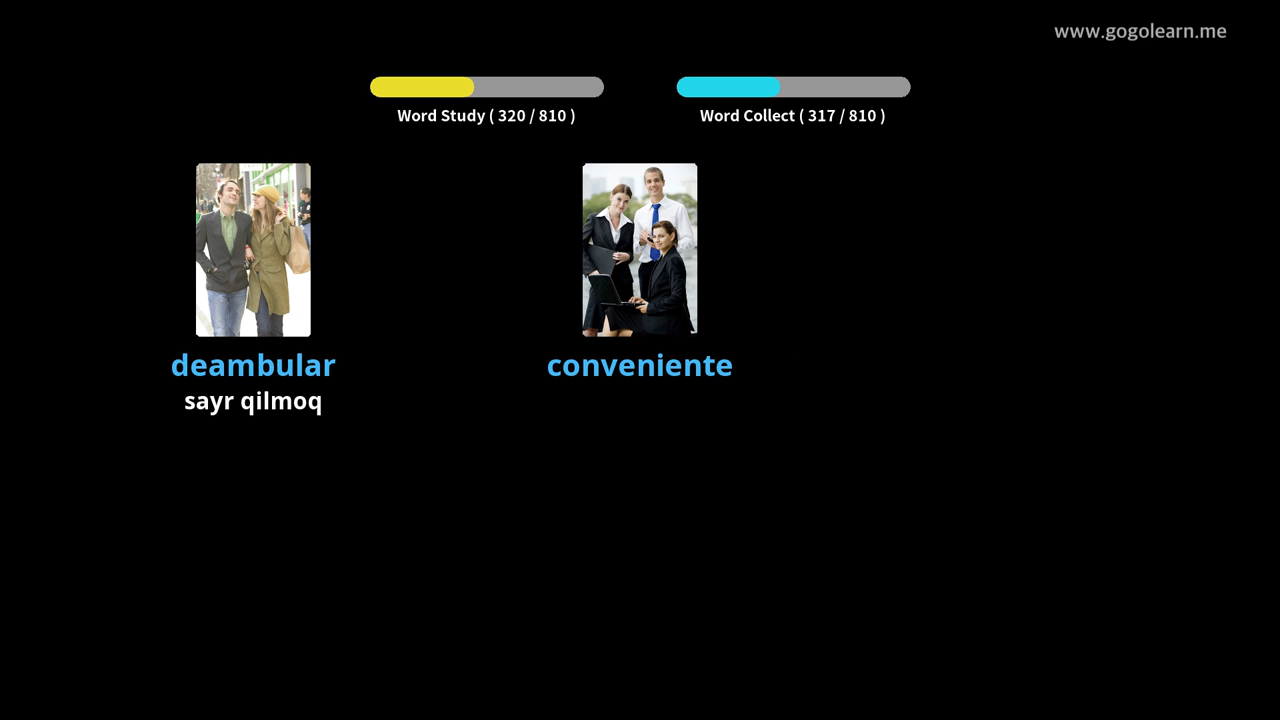 www.gogolearn.me
Word Study ( 320 / 810 )
Word Collect ( 317 / 810 )
deambular
sayr qilmoq
conveniente